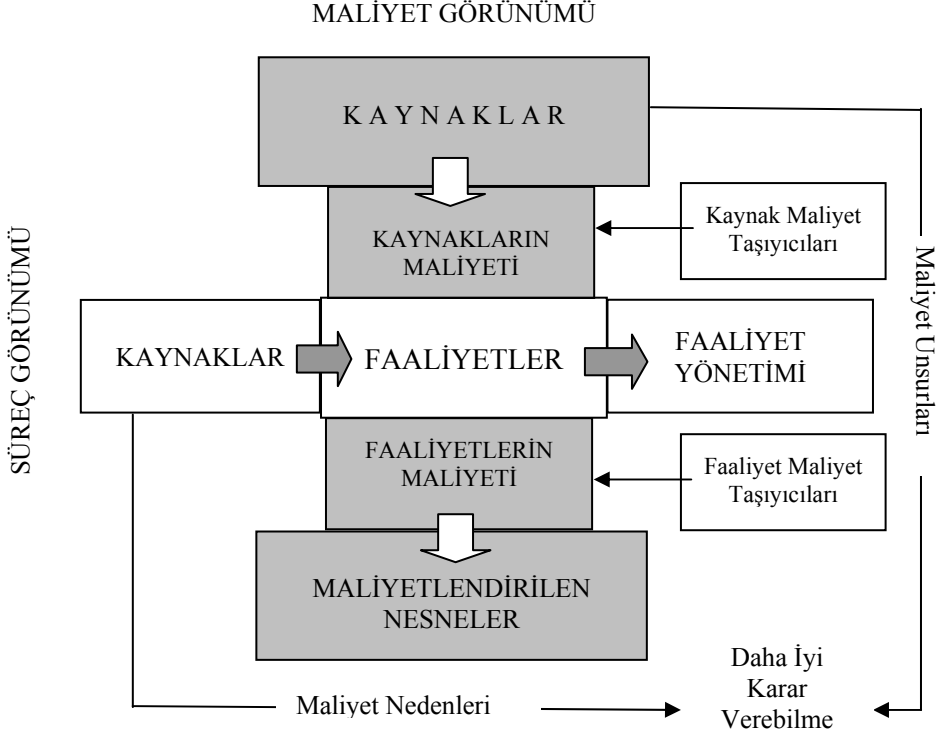 MALİYET GÖRÜNÜMÜ
K A Y N A K L A R
KAYNAKLARIN
MALİYETİ
Kaynak Maliyet
Taşıyıcıları
SÜREÇ GÖRÜNÜMÜ
KAYNAKLAR
FAALİYETLER
FAALİYET
YÖNETİMİ
Maliyet Unsurları
FAALİYETLERİN
MALİYETİ
Faaliyet Maliyet
Taşıyıcıları
MALİYETLENDİRİLEN
NESNELER
Maliyet Nedenleri
Daha İyi
Karar
Verebilme